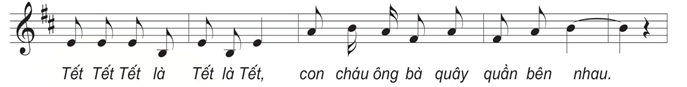 Tết Tết Tết là Tết là Tết, con cháu ông bà quây quần bên nhau.